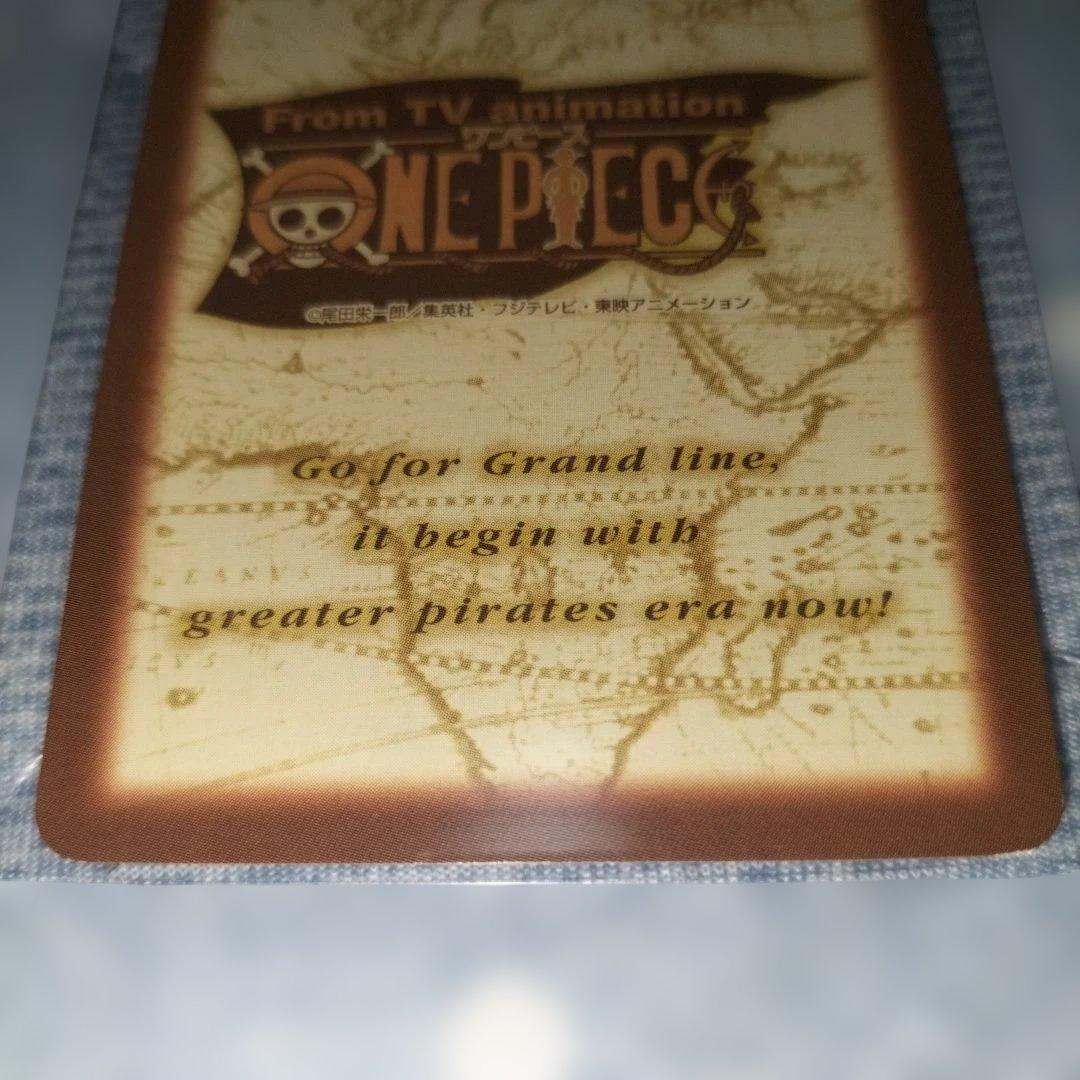 From TV animation
ワンピース
ONE PIECE
©尾田栄一郎／集英社・フジテレビ・東映アニメーション
Go for Grand line,
it begin with
greater pirates era now!